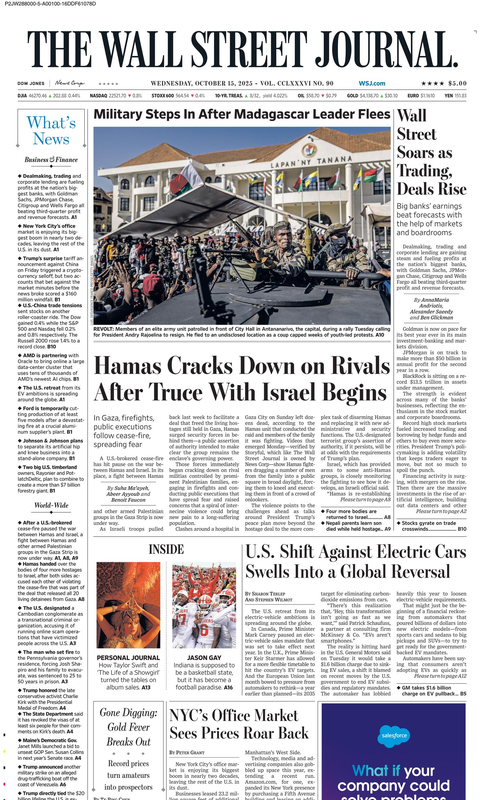 P2JW288000-5-A00100-16DDF61078D
THE WALL STREET JOURNAL.
DOW JONES | News Corp
WEDNESDAY, OCTOBER 15, 2025 ~ VOL. CCLXXXVI NO. 90
WSJ.com
★★★★ $5.00
DJIA 46270.46 ▲ 202.88 0.44%
NASDAQ 22521.70 ▼ 0.8%
STOXX 600 564.54 ▼ 0.4%
10-YR. TREAS. ▲ 8/32, yield 4.023%
OIL $58.70 ▼ $0.79
GOLD $4,138.70 ▲ $30.10
EURO $1.1610
YEN 151.83
What's
News
Business & Finance
◆ Dealmaking, trading and
corporate lending are fueling
profits at the nation's biggest
banks, with Goldman
Sachs, JPMorgan Chase,
Citigroup and Wells Fargo all
beating third-quarter profit
and revenue forecasts. A1
◆ New York City's office
market is enjoying its biggest
boom in nearly two decades,
leaving the rest of the
U.S. in its dust. A1
◆ Trump's surprise tariff announcement
against China
on Friday triggered a cryptocurrency
selloff, but two accounts
that bet against the
market minutes before the
news broke scored a $160
million windfall. B1
◆ U.S.-China trade tensions
sent stocks on another
roller-coaster ride. The Dow
gained 0.4% while the S&P
500 and Nasdaq fell 0.2%
and 0.8% respectively. The
Russell 2000 rose 1.4% to a
record close. B10
◆ AMD is partnering with
Oracle to bring online a large
data-center cluster that
uses tens of thousands of
AMD's newest AI chips. B1
◆ The U.S. retreat from its
EV ambitions is spreading
around the globe. A1
◆ Ford is temporarily cutting
production of at least
five models after a devastating
fire at a crucial aluminum
supplier's plant. B1
◆ Johnson & Johnson plans
to separate its artificial hip
and knee business into a
stand-alone company. B1
◆ Two big U.S. timberland
owners, Rayonier and PotlatchDeltic,
plan to combine to
create a more than $7 billion
forestry giant. B1
World-Wide
◆ After a U.S.-brokered
cease-fire paused the war
between Hamas and Israel, a
fight between Hamas and
other armed Palestinian
groups in the Gaza Strip is
now under way. A1, A8, A9
◆ Hamas handed over the
bodies of four more hostages
to Israel, after both sides accused
each other of violating
the cease-fire that was part of
the deal that released all 20
living detainees from Gaza. A8
◆ The U.S. designated a
Cambodian conglomerate as
a transnational criminal organization,
accusing it of
running online scam operations
that have victimized
people across the U.S. A3
◆ The man who set fire to
the Pennsylvania governor's
residence, forcing Josh Shapiro
and his family to evacuate,
was sentenced to 25 to
50 years in prison. A3
◆ Trump honored the late
conservative activist Charlie
Kirk with the Presidential
Medal of Freedom. A4
◆ The State Department said
it has revoked the visas of at
least six people for their comments
on Kirk's death. A4
◆ Maine's Democratic Gov.
Janet Mills launched a bid to
unseat GOP Sen. Susan Collins
in next year's Senate race. A4
◆ Trump announced another
military strike on an alleged
drug-trafficking boat off the
coast of Venezuela. A6
Military Steps In After Madagascar Leader Flees
LAPAN'NY TANANA
REVOLT: Members of an elite army unit patrolled in front of City Hall in Antananarivo, the capital, during a rally Tuesday calling
for President Andry Rajoelina to resign. He fled to an undisclosed location as a coup capped weeks of youth-led protests. A10
Wall
Street
Soars as
Trading,
Deals Rise
Big banks' earnings
beat forecasts with
the help of markets
and boardrooms
Dealmaking, trading and
corporate lending are gaining
steam and fueling profits at
the nation's biggest banks,
with Goldman Sachs, JPMorgan
Chase, Citigroup and
Wells Fargo all beating third-quarter
profit and revenue
forecasts.
By AnnaMaria
Andriotis,
Alexander Saeedy
and Ben Glickman
Goldman is now on pace for
its best year ever in its main
investment-banking and markets
division.
JPMorgan is on track to
make more than $50 billion in
annual profit for the second
year in a row.
BlackRock is sitting on a record
$13.5 trillion in assets
under management.
The strength is evident
across many of the banks'
businesses, reflecting the enthusiasm
in the stock market
and corporate boardrooms.
Record high stocks have
fueled increased trading and
borrowing by hedge funds and
others to buy even more securities.
President Trump's policymaking
is adding volatility
that keeps traders eager to
move, but not so much to
spoil the punch.
Financing activity is surging,
with mergers on the rise.
Then there are the massive
investments in the rise of artificial
intelligence, building
out data centers and other
Please turn to page A2
◆ Stocks gyrate on trade
crosswinds................ B10
Hamas Cracks Down on Rivals
After Truce With Israel Begins
In Gaza, firefights,
public executions
follow cease-fire,
spreading fear
A U.S.-brokered cease-fire
has hit pause on the war between
Hamas and Israel. In its
place, a fight between Hamas
By Suha Ma'ayeh,
Abeer Ayyoub and
Benoit Faucon
and other armed Palestinian
groups in the Gaza Strip is now
under way.
As Israeli troops pulled
back last week to facilitate a
deal that freed the living hostages
still held in Gaza, Hamas
surged security forces in behind
them—a public assertion
of authority intended to make
clear the group remains the
enclave's governing power.
Those forces immediately
began cracking down on rival
militias controlled by prominent
Palestinian families, engaging
in firefights and conducting
public executions that
have spread fear and raised
concerns that a spiral of internecine
violence could bring
new pain to a long-suffering
population.
Clashes around a hospital in
Gaza City on Sunday left dozens
dead, according to the
Hamas unit that conducted the
raid and members of the family
it was fighting. Videos that
emerged Monday—verified by
Storyful, which like The Wall
Street Journal is owned by
News Corp—show Hamas fighters
dragging a number of men
from the family into a public
square in broad daylight, forcing
them to kneel and executing
them in front of a crowd of
onlookers.
The violence points to the
challenges ahead as talks
around President Trump's
peace plan move beyond the
hostage deal to the more complex
task of disarming Hamas
and replacing it with new administrative
and security
functions. The U.S.-designated
terrorist group's assertion of
authority, if it persists, will be
at odds with the requirements
of Trump's plan.
Israel, which has provided
arms to some anti-Hamas
groups, is closely monitoring
the fighting to see how it develops,
an Israeli official said.
"Hamas is re-establishing
Please turn to page A8
◆ Four more bodies are
returned to Israel............... A8
◆ Nepali parents learn son
died while held hostage.. A9
INSIDE
PERSONAL JOURNAL
How Taylor Swift and
'The Life of a Showgirl'
turned the tables on
album sales. A13
JASON GAY
Indiana is supposed to
be a basketball state,
but it has become a
football paradise. A16
U.S. Shift Against Electric Cars
Swells Into a Global Reversal
BY SHARON TERLEP
AND STEPHEN WILMOT
The U.S. retreat from its
electric-vehicle ambitions is
spreading around the globe.
In Canada, Prime Minister
Mark Carney paused an electric-vehicle
sales mandate that
was set to take effect next
year. In the U.K., Prime Minister
Keir Starmer has allowed
for a more flexible timetable to
hit the country's EV targets.
And the European Union last
month bowed to pressure from
automakers to rethink—a year
earlier than planned—its 2035
target for eliminating carbon-dioxide
emissions from cars.
"There's this realization
that, 'Hey, this transformation
isn't going as fast as we
want,'" said Patrick Schaufuss,
a partner at consulting firm
McKinsey & Co. "EVs aren't
smartphones."
The reality is hitting hard
in the U.S. General Motors said
Tuesday it would take a
$1.6 billion charge due to sinking
EV sales, a shift it blamed
on recent moves by the U.S.
government to end EV subsidies
and regulatory mandates.
The automaker has lobbied
heavily this year to loosen
electric-vehicle requirements.
That might just be the beginning
of a financial reckoning
from automakers that
poured billions of dollars into
new electric models—from
sports cars and sedans to big
pickups and SUVs—to try to
get ready for the government-backed
EV mandates.
Automakers have been saying
that consumers aren't
adopting EVs as quickly as
Please turn to page A12
◆ GM takes $1.6 billion
charge on EV pullback... B5
Gone Digging:
Gold Fever
Breaks Out
Record prices
turn amateurs
into prospectors
NYC's Office Market
Sees Prices Roar Back
BY PETER GRANT
New York City's office market
is enjoying its biggest
boom in nearly two decades,
leaving the rest of the U.S. in
its dust.
Manhattan's West Side.
Technology, media and advertising
companies also gobbled
up space this year, extending
a recent run.
Amazon.com, for one, expanded
its New York presence
by purchasing a Fifth Avenue
salesforce
What if your
company could